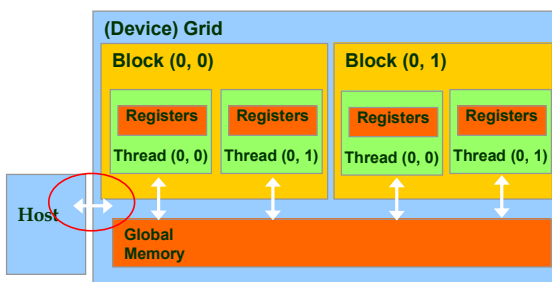 (Device) Grid
Block (0, 0)
Block (0, 1)
Registers
Registers
Registers
Registers
Thread (0, 0)
Thread (0, 1)
Thread (0, 0)
Thread (0, 1)
Host
Global
Memory